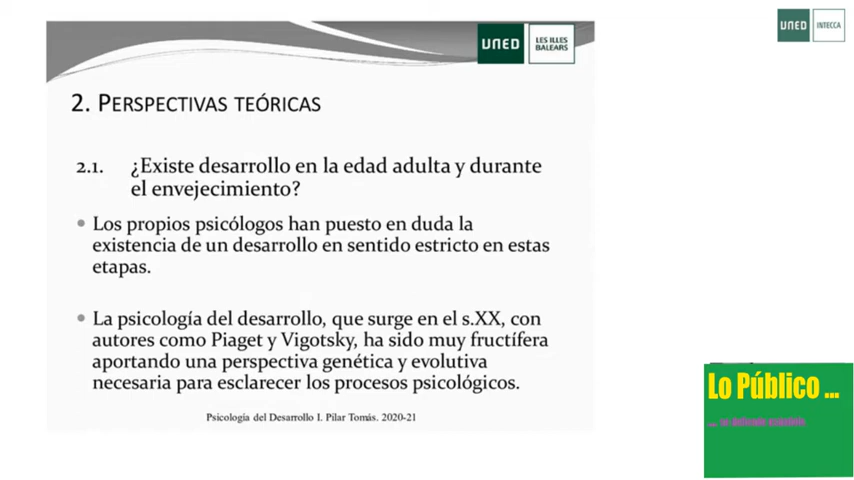 UNED
LES ILLES
BALEARS
UNED
INTECCA
2. PERSPECTIVAS TEÓRICAS
2.1. ¿Existe desarrollo en la edad adulta y durante
el envejecimiento?
Los propios psicólogos han puesto en duda la
existencia de un desarrollo en sentido estricto en estas
etapas.
La psicología del desarrollo, que surge en el s.XX, con
autores como Piaget y Vigotsky, ha sido muy fructífera
aportando una perspectiva genética y evolutiva
necesaria para esclarecer los procesos psicológicos.
Psicología del Desarrollo I. Pilar Tomás. 2020-21
Lo Público ...